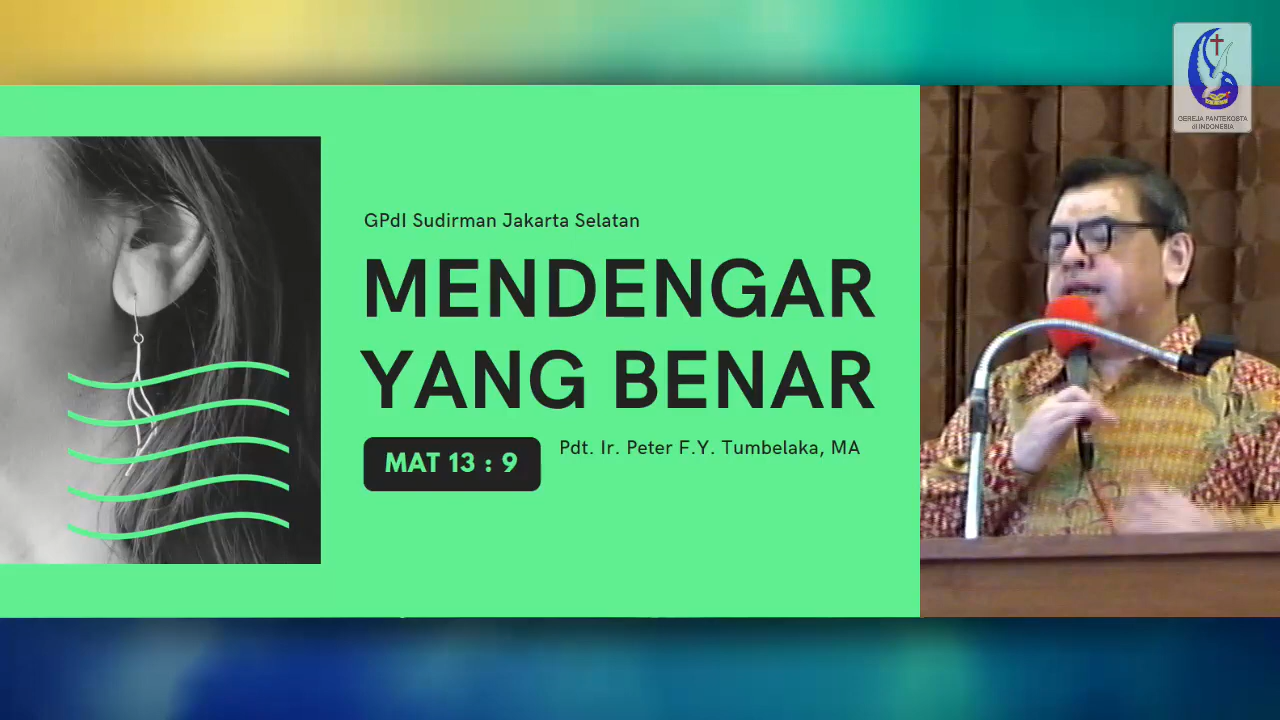 GPdI Sudirman Jakarta Selatan
MENDENGAR
YANG BENAR
MAT 13 : 9
Pdt. Ir. Peter F.Y. Tumbelaka, MA
GEREJA PANTEKOSTA
di INDONESIA